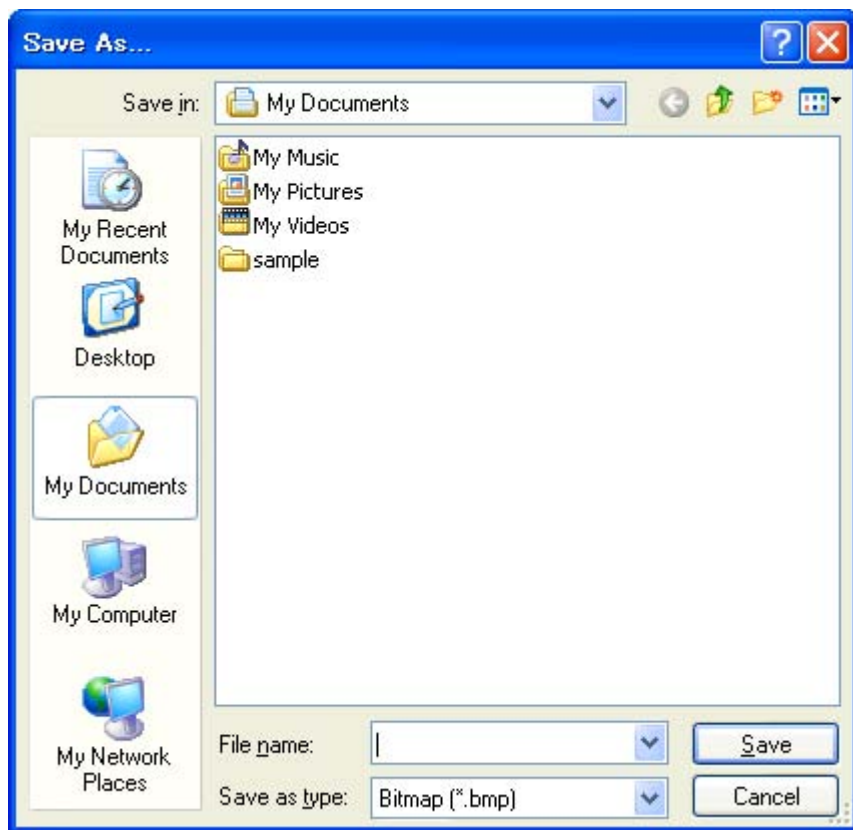 Save As...
?
Save in:
My Documents
My Music
My Pictures
My Videos
sample
My Recent
Documents
Desktop
My Documents
My Computer
My Network
Places
File name:
Save
Save as type:
Bitmap (*.bmp)
Cancel